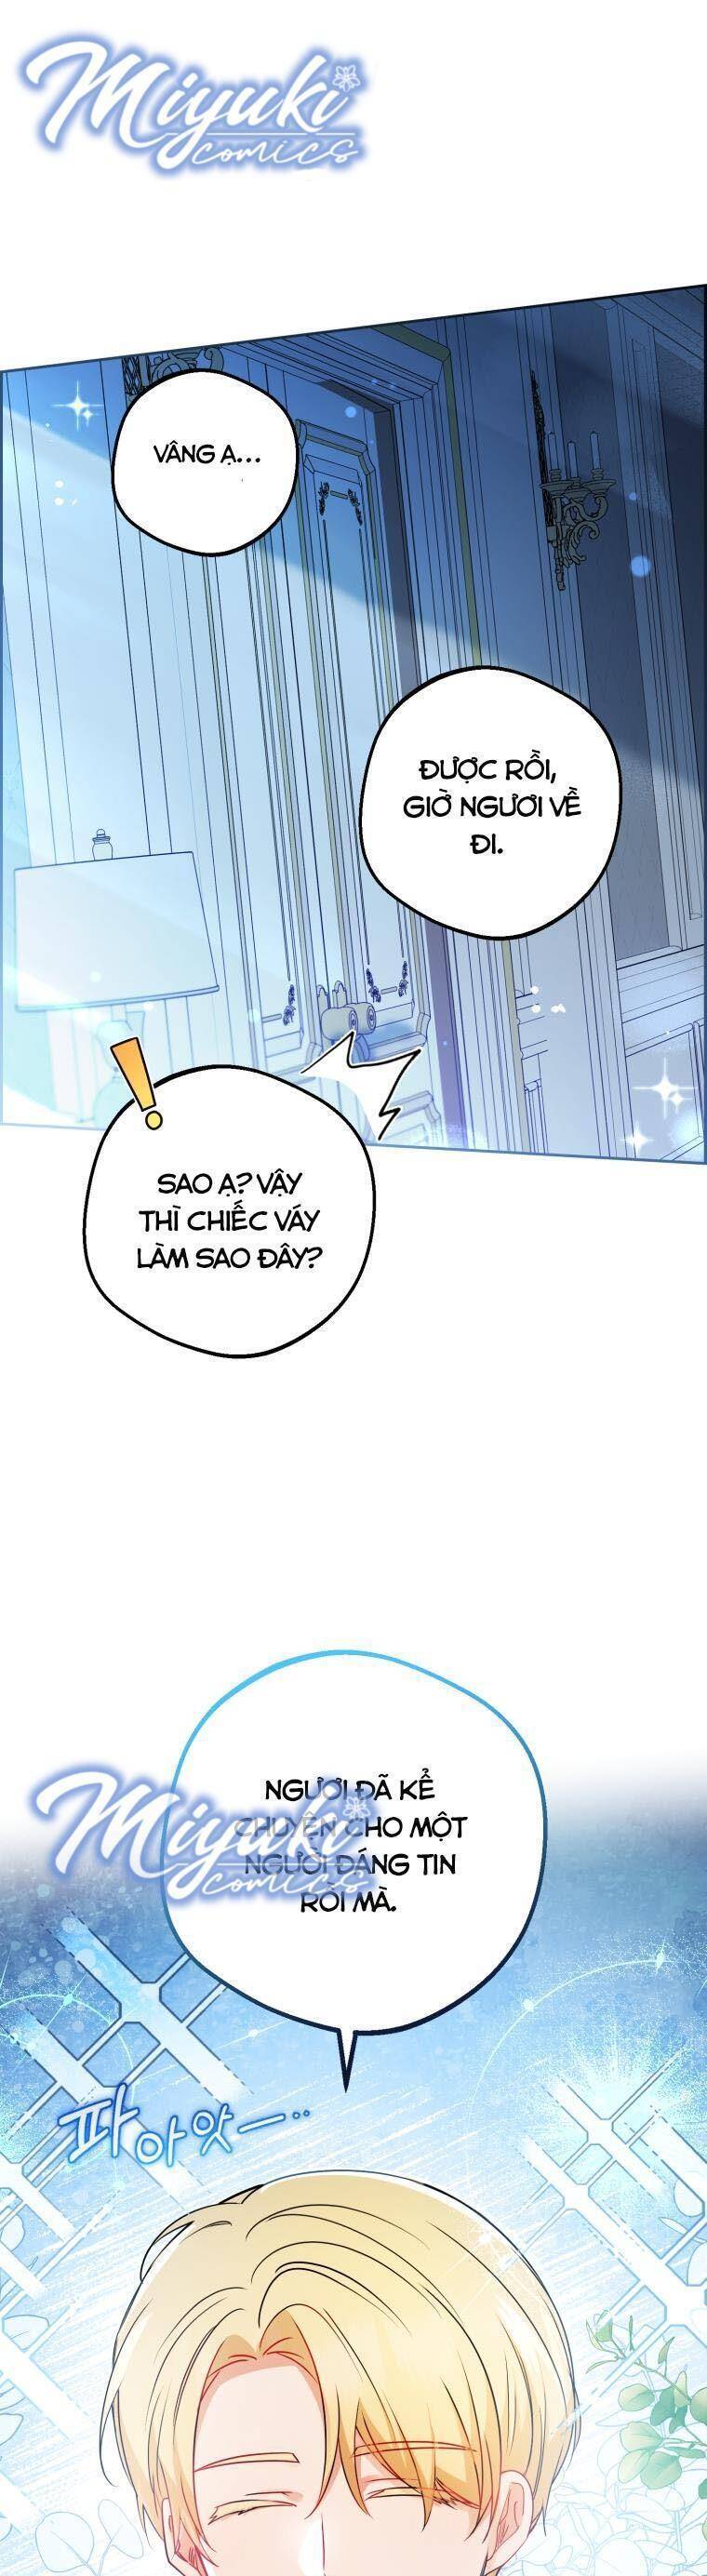 Miyuki
comics
VÂNG Ạ...
ĐƯỢC RỒI,
GIỜ NGƯƠI VỀ
ĐI.
!
SAO Ạ? VẬY
THÌ CHIẾC VÁY
LÀM SAO ĐÂY?
NGƯƠI ĐÃ KỂ
CHUYỆN CHO MỘT
NGƯỜI ĐÁNG TIN
RỒI MÀ.
Miyuki
comics
파아앗ー..